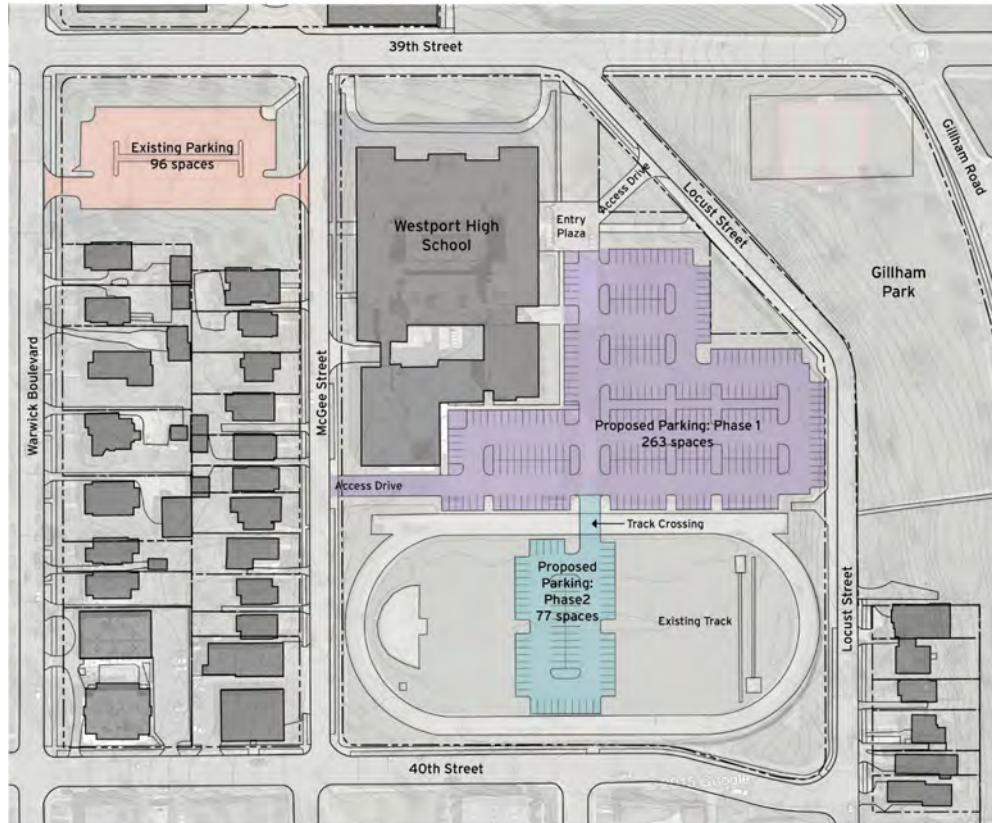 39th Street
Existing Parking
96 spaces
Westport High
School
Entry
Plaza
Access Drive
Locust Street
Gillham Road
Gillham
Park
Warwick Boulevard
McGee Street
Proposed Parking: Phase 1
263 spaces
Access Drive
Track Crossing
Proposed
Parking:
Phase2
77 spaces
Existing Track
Locust Street
40th Street
©2015 Google